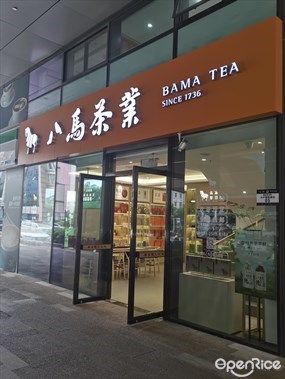 八馬茶業
BAMA TEA
SINCE 1736
OpenRice